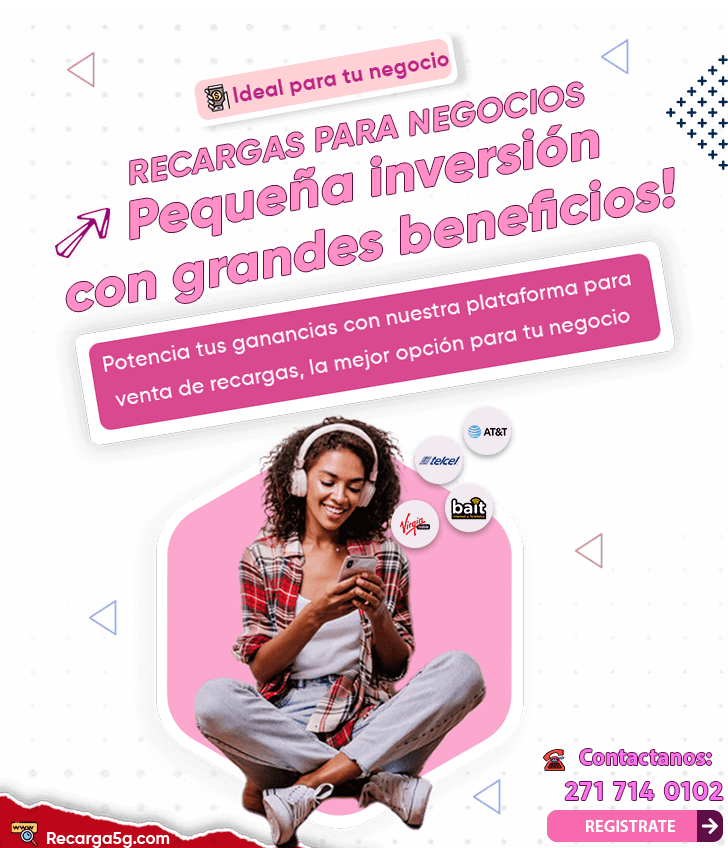 Ideal para tu negocio
RECARGAS PARA NEGOCIOS
Pequeña inversión
con grandes beneficios!
Potencia tus ganancias con nuestra plataforma para
venta de recargas, la mejor opción para tu negocio
AT&T
telcel
bait
Virgin
Contactanos:
271 714 0102
REGISTRATE
www
Recarga5g.com